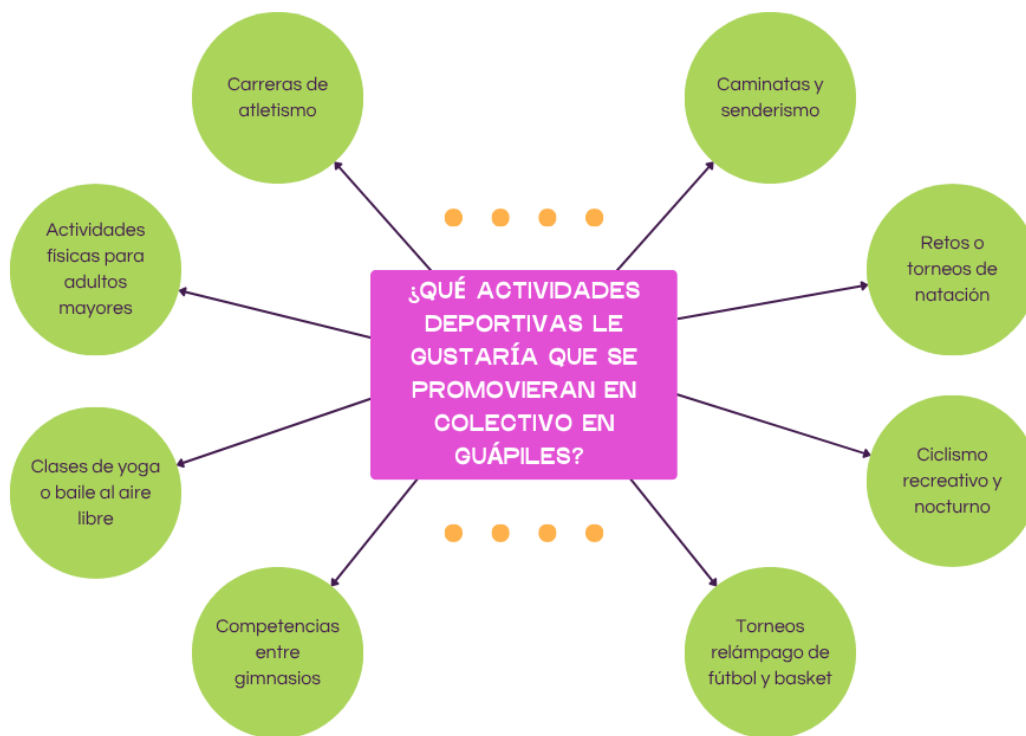 Carreras de
atletismo
Caminatas y
senderismo
Actividades
físicas para
adultos
mayores
Retos o
torneos de
natación
¿QUÉ ACTIVIDADES
DEPORTIVAS LE
GUSTARÍA QUE SE
PROMOVIERAN EN
COLECTIVO EN
GUÁPILES?
Clases de yoga
o baile al aire
libre
Ciclismo
recreativo y
nocturno
Competencias
entre
gimnasios
Torneos
relámpago de
fútbol y basket